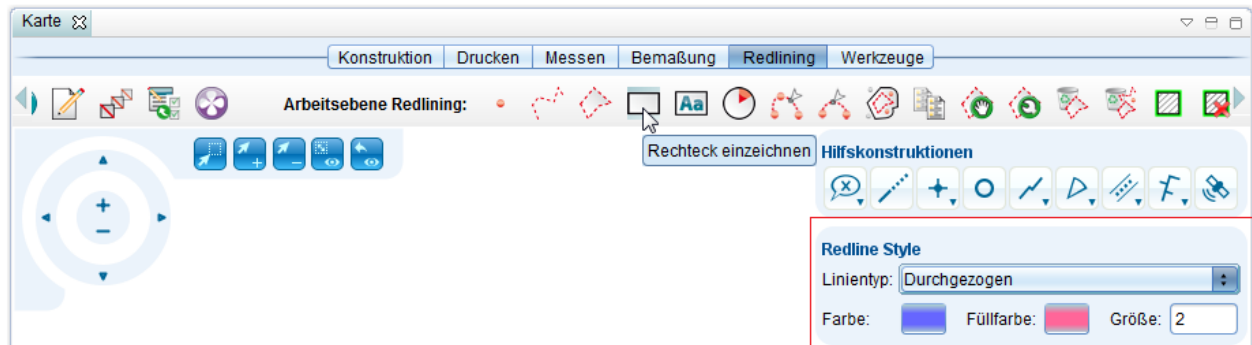 Karte
Konstruktion Drucken Messen Bemaßung Redlining Werkzeuge
Arbeitsebene Redlining:
Aa
Rechteck einzeichnen
Hilfskonstruktionen
Redline Style
Linientyp: Durchgezogen
Farbe: Füllfarbe: Größe: 2